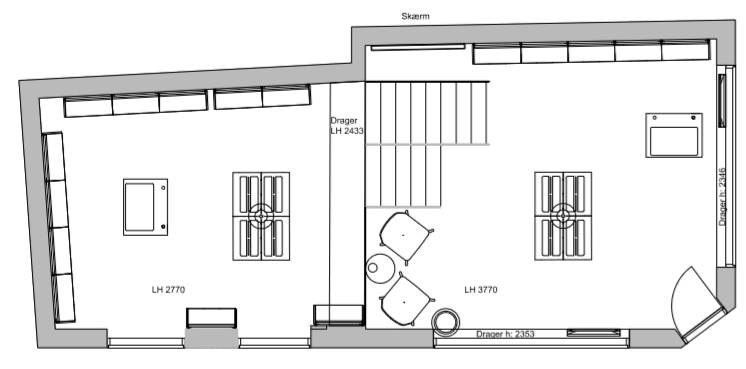 Skærm
Drager
LH 2433
Drager h: 2346
LH 2770
LH 3770
Drager h: 2353